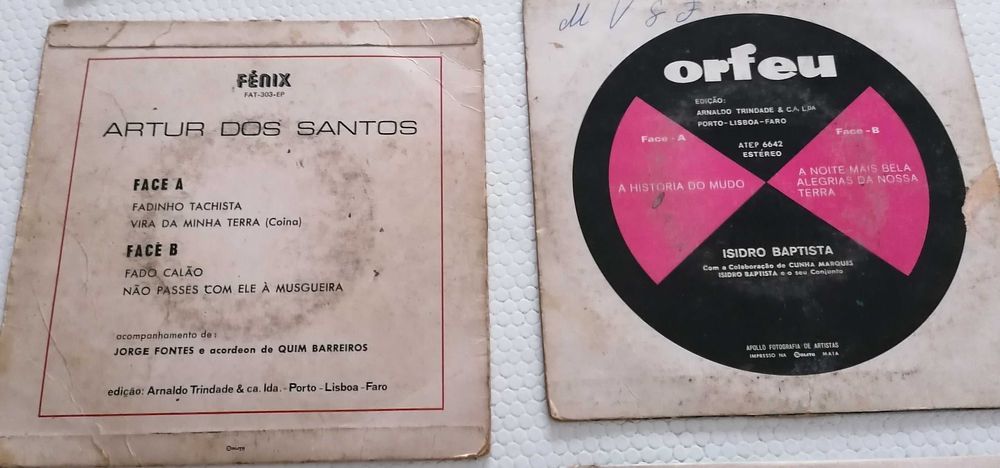 FÉNIX
FAT-303-EP
ARTUR DOS SANTOS
FACE A
FADINHO TACHISTA
VIRA DA MINHA TERRA (Coina)
FACE B
FADO CALÃO
NÃO PASSES COM ELE À MUSGUEIRA
acompanhamento de:
JORGE FONTES e acordeon de QUIM BARREIROS
edição: Arnaldo Trindade & ca. lda. - Porto - Lisboa - Faro
orfeu
EDIÇÃO:
ARNALDO TRINDADE & C.A. L.DA
PORTO-LISBOA-FARO
Face - A
Face - B
ATEP 6642
ESTÉREO
A HISTORIA DO MUDO
A NOITE MAIS BELA
ALEGRIAS DA NOSSA
TERRA
ISIDRO BAPTISTA
Com a Colaboração de CUNHA MARQUES
ISIDRO BAPTISTA e o seu Conjunto
APOLLO FOTOGRAFIA DE ARTISTAS
IMPRESSO NA
MAIA